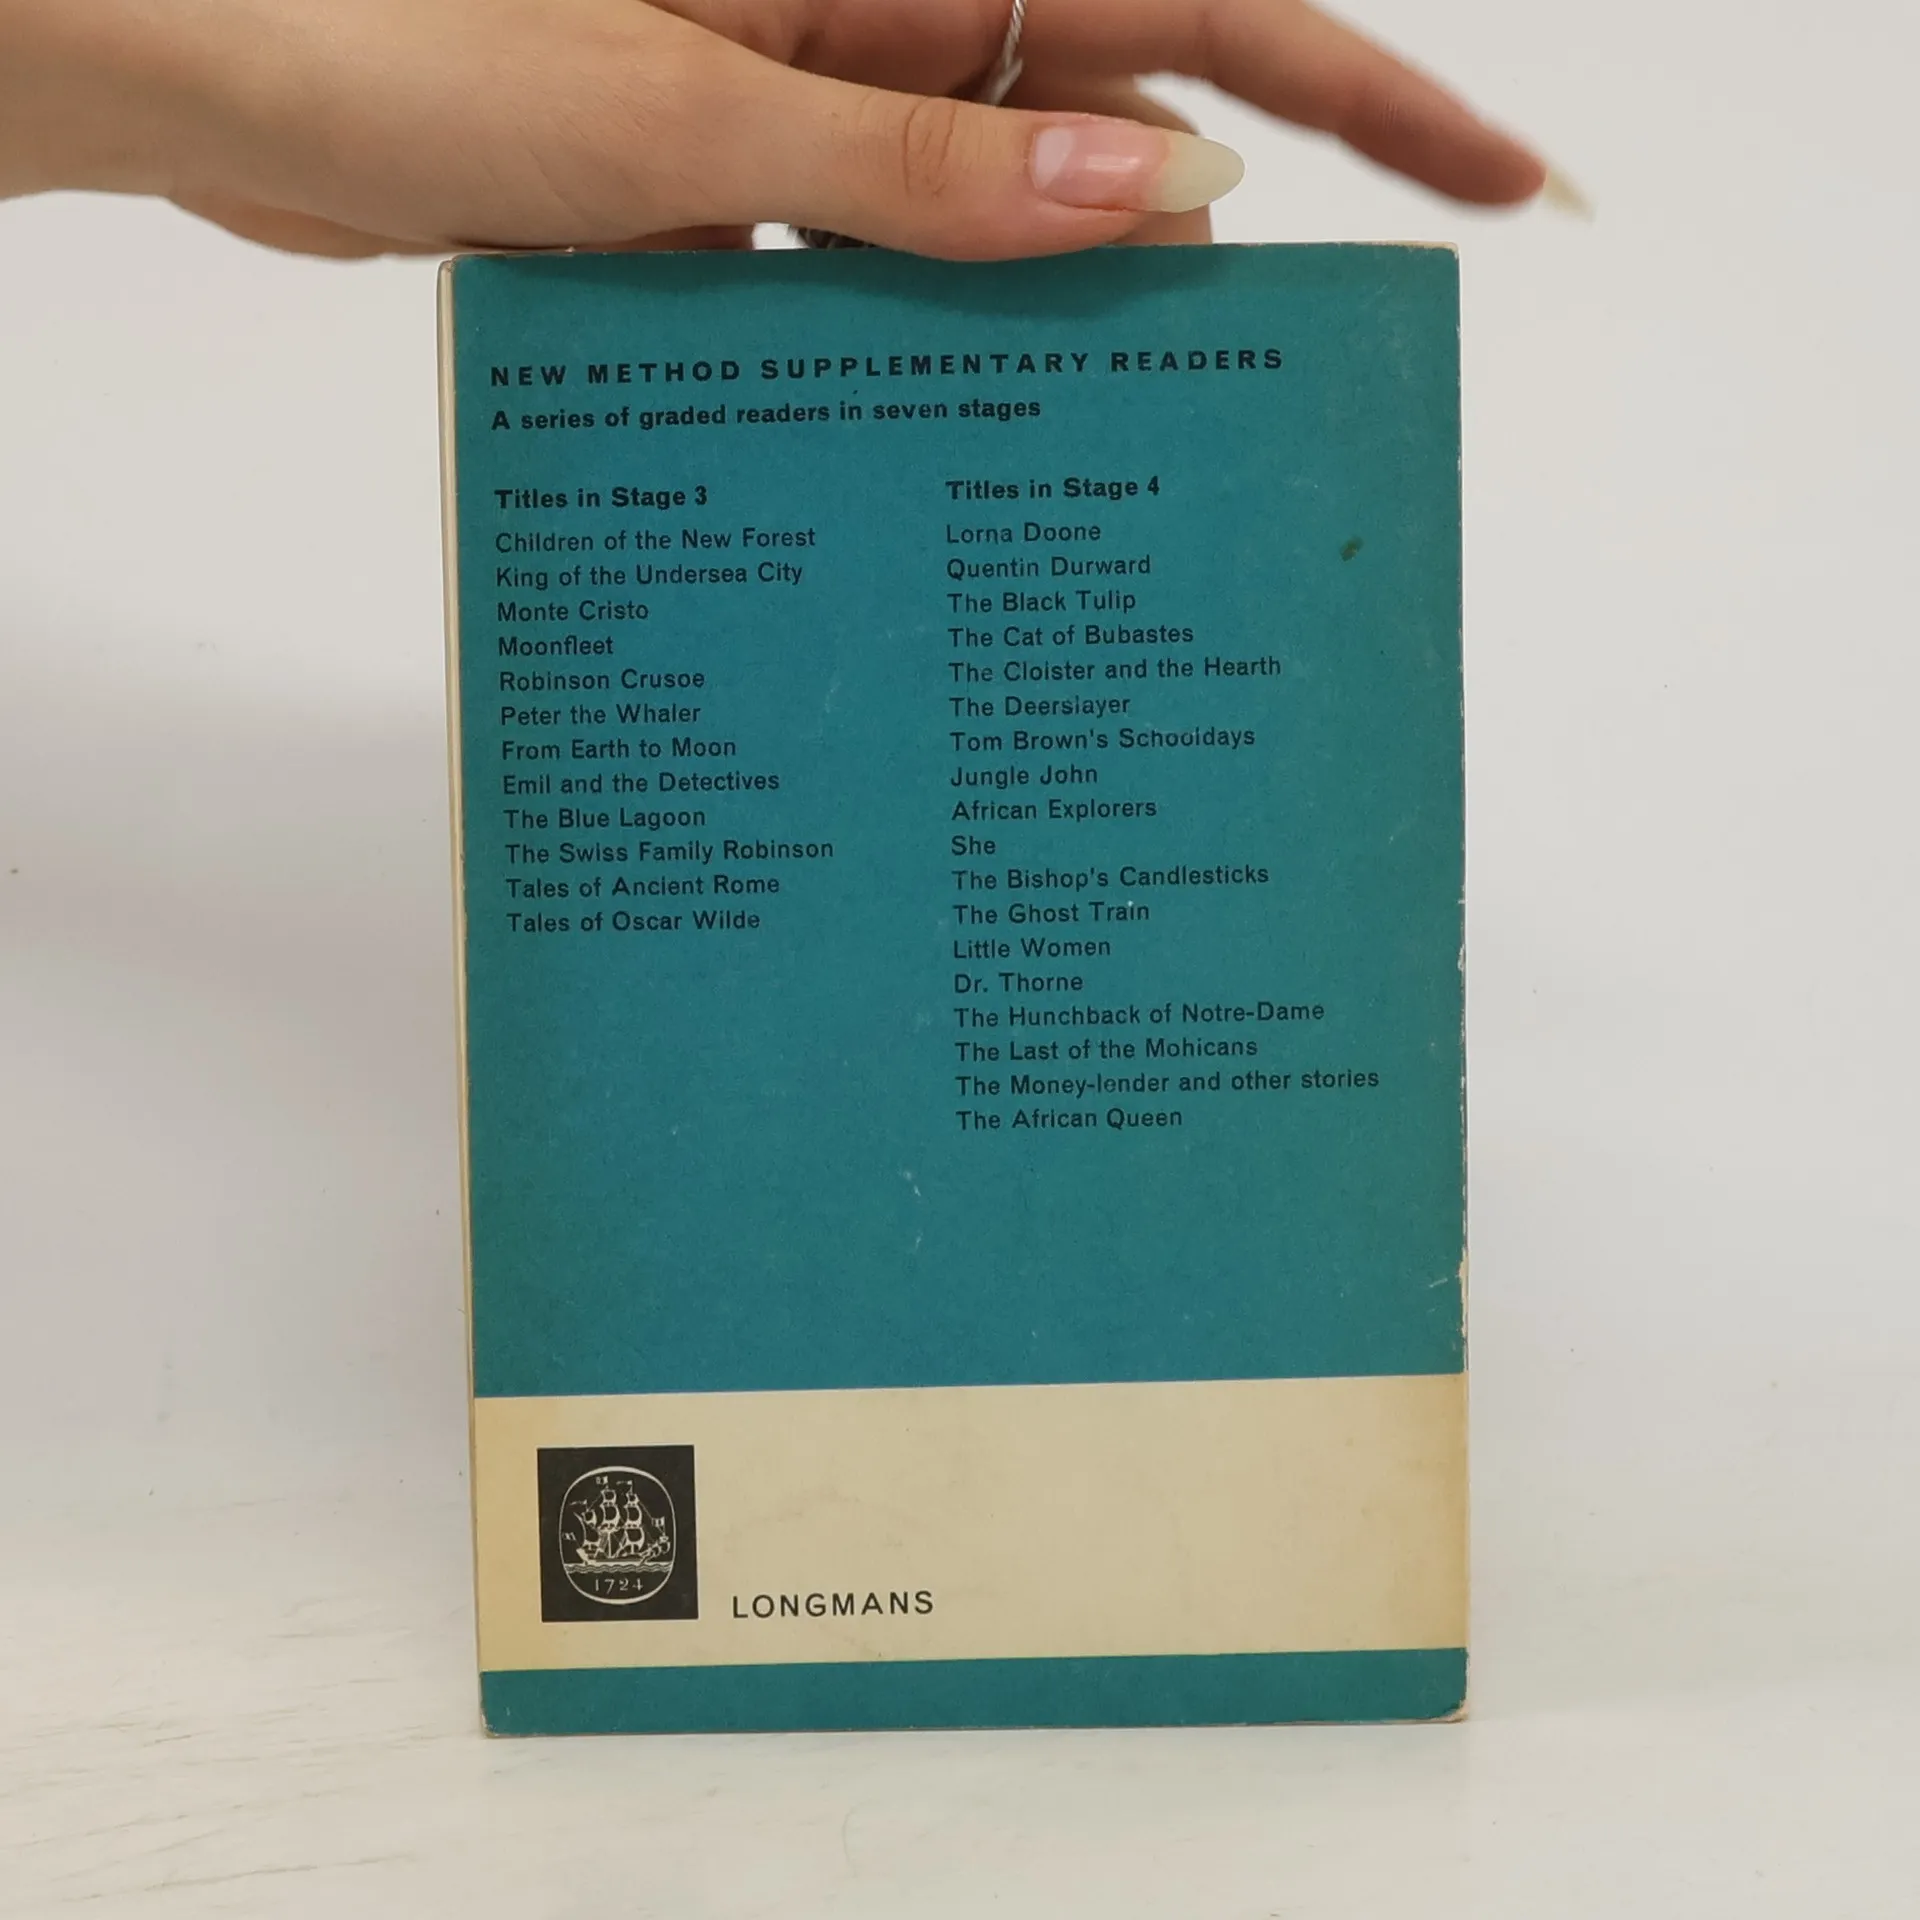 NEW METHOD SUPPLEMENTARY READERS
A series of graded readers in seven stages
Titles in Stage 3
Children of the New Forest
King of the Undersea City
Monte Cristo
Moonfleet
Robinson Crusoe
Peter the Whaler
From Earth to Moon
Emil and the Detectives
The Blue Lagoon
The Swiss Family Robinson
Tales of Ancient Rome
Tales of Oscar Wilde
Titles in Stage 4
Lorna Doone
Quentin Durward
The Black Tulip
The Cat of Bubastes
The Cloister and the Hearth
The Deerslayer
Tom Brown's Schooldays
Jungle John
African Explorers
She
The Bishop's Candlesticks
The Ghost Train
Little Women
Dr. Thorne
The Hunchback of Notre-Dame
The Last of the Mohicans
The Money-lender and other stories
The African Queen
1724
LONGMANS